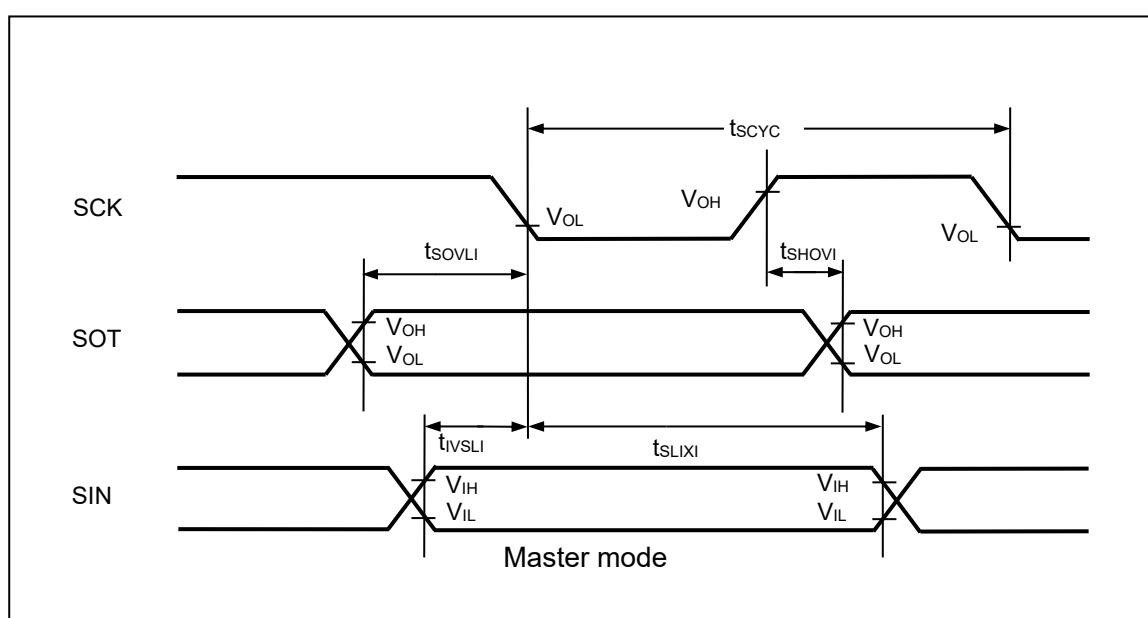 tSCYC
SCK
VOH
VOL
VOL
tSOVLI
tSHOVI
SOT
VOH
VOL
VOH
VOL
tIVSLI
tSLIXI
SIN
VIH
VIL
VIH
VIL
Master mode